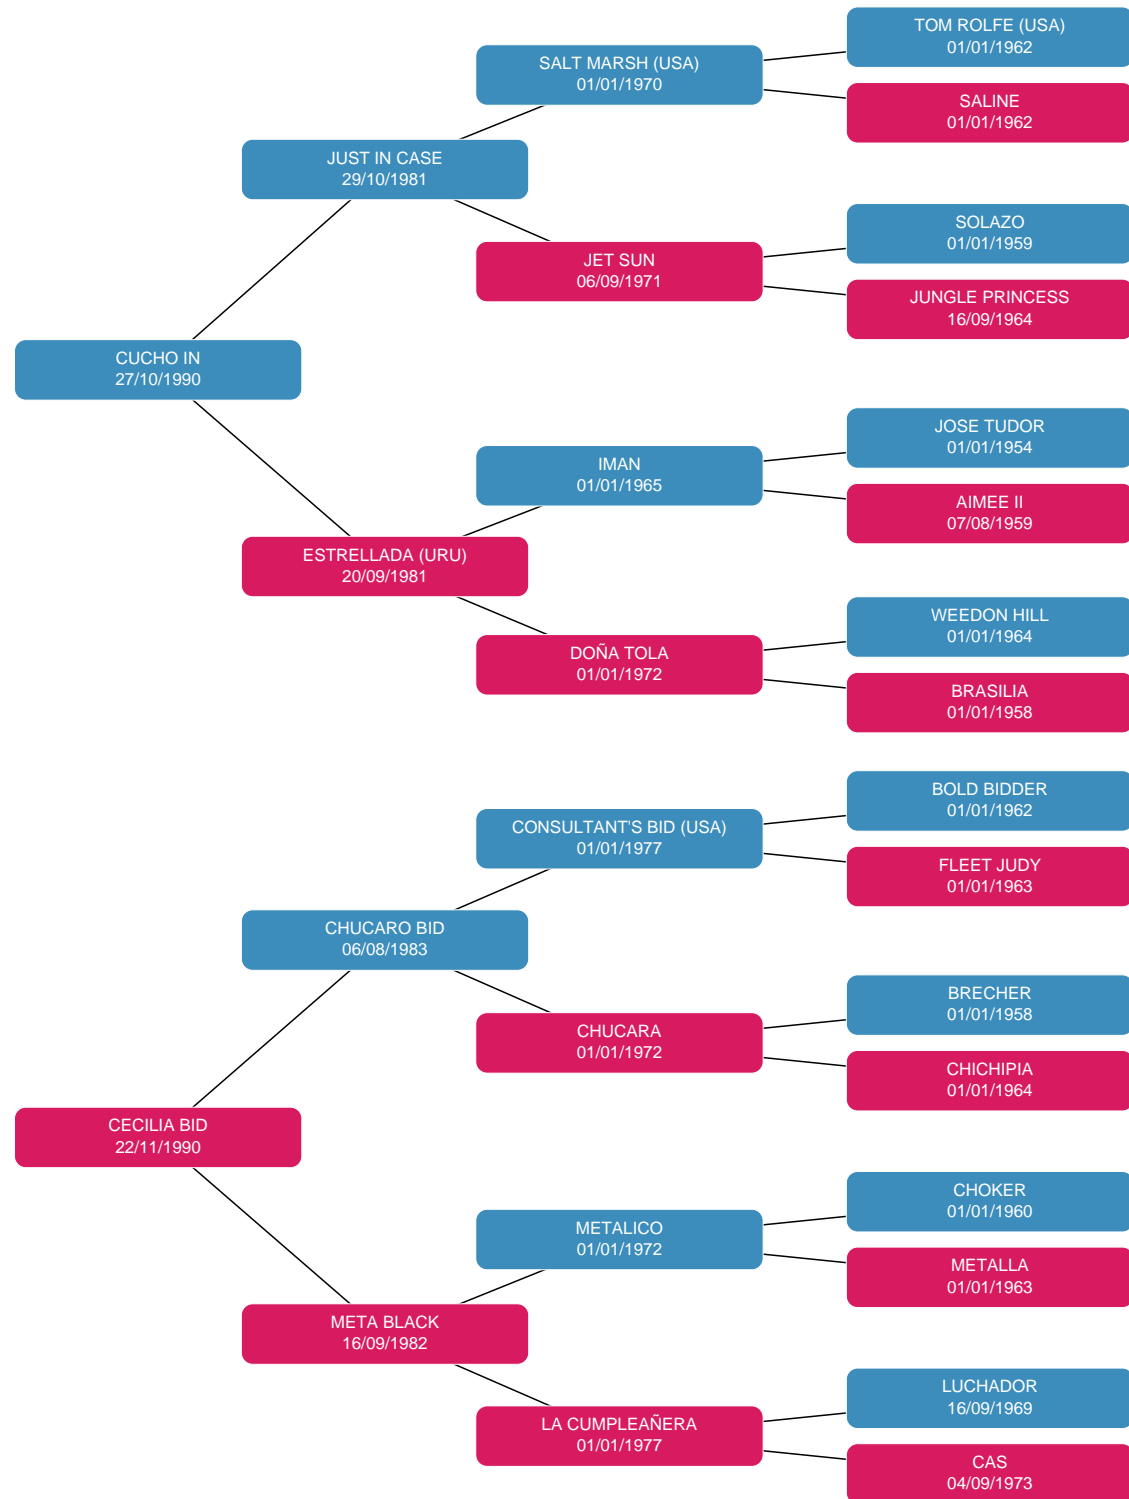 TOM ROLFE (USA)
01/01/1962
SALT MARSH (USA)
01/01/1970
SALINE
01/01/1962
JUST IN CASE
29/10/1981
SOLAZO
01/01/1959
JET SUN
06/09/1971
JUNGLE PRINCESS
16/09/1964
CUCHO IN
27/10/1990
JOSE TUDOR
01/01/1954
IMAN
01/01/1965
AIMEE II
07/08/1959
ESTRELLADA (URU)
20/09/1981
WEEDON HILL
01/01/1964
DOÑA TOLA
01/01/1972
BRASILIA
01/01/1958
BOLD BIDDER
01/01/1962
CONSULTANT'S BID (USA)
01/01/1977
FLEET JUDY
01/01/1963
CHUCARO BID
06/08/1983
BRECHER
01/01/1958
CHUCARA
01/01/1972
CHICHIPIA
01/01/1964
CECILIA BID
22/11/1990
CHOKER
01/01/1960
METALICO
01/01/1972
METALLA
01/01/1963
META BLACK
16/09/1982
LUCHADOR
16/09/1969
LA CUMPLEAÑERA
01/01/1977
CAS
04/09/1973